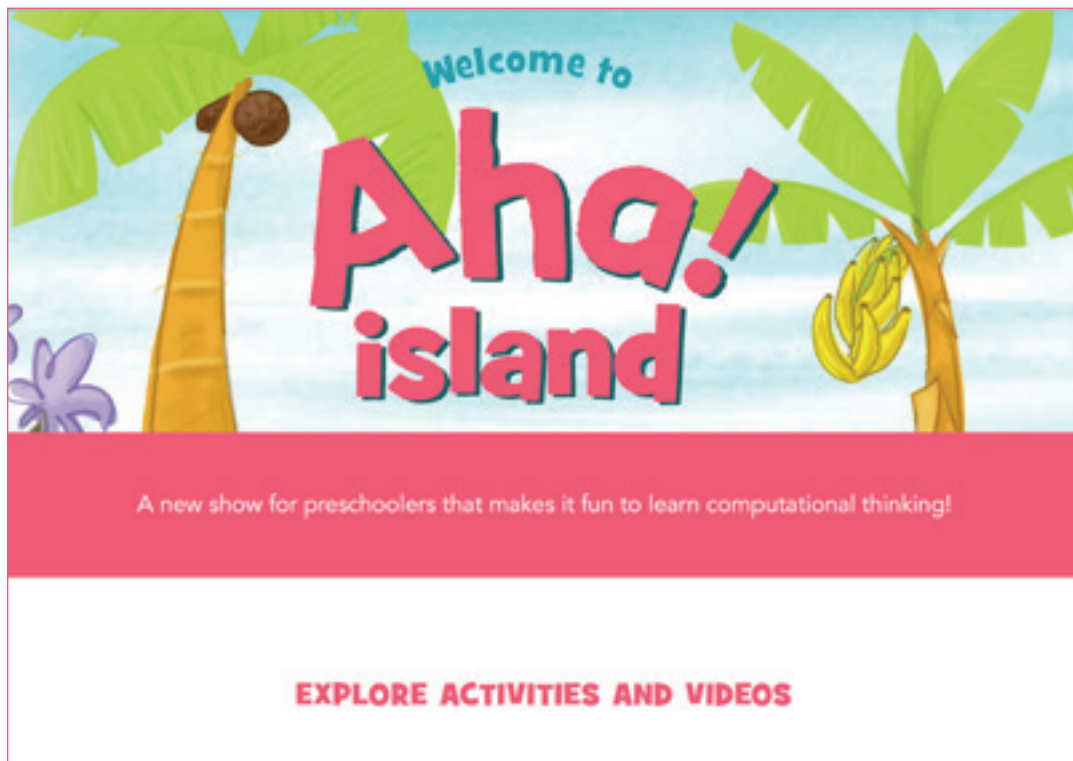 Welcome to
Aha!
island
A new show for preschoolers that makes it fun to learn computational thinking!
EXPLORE ACTIVITIES AND VIDEOS